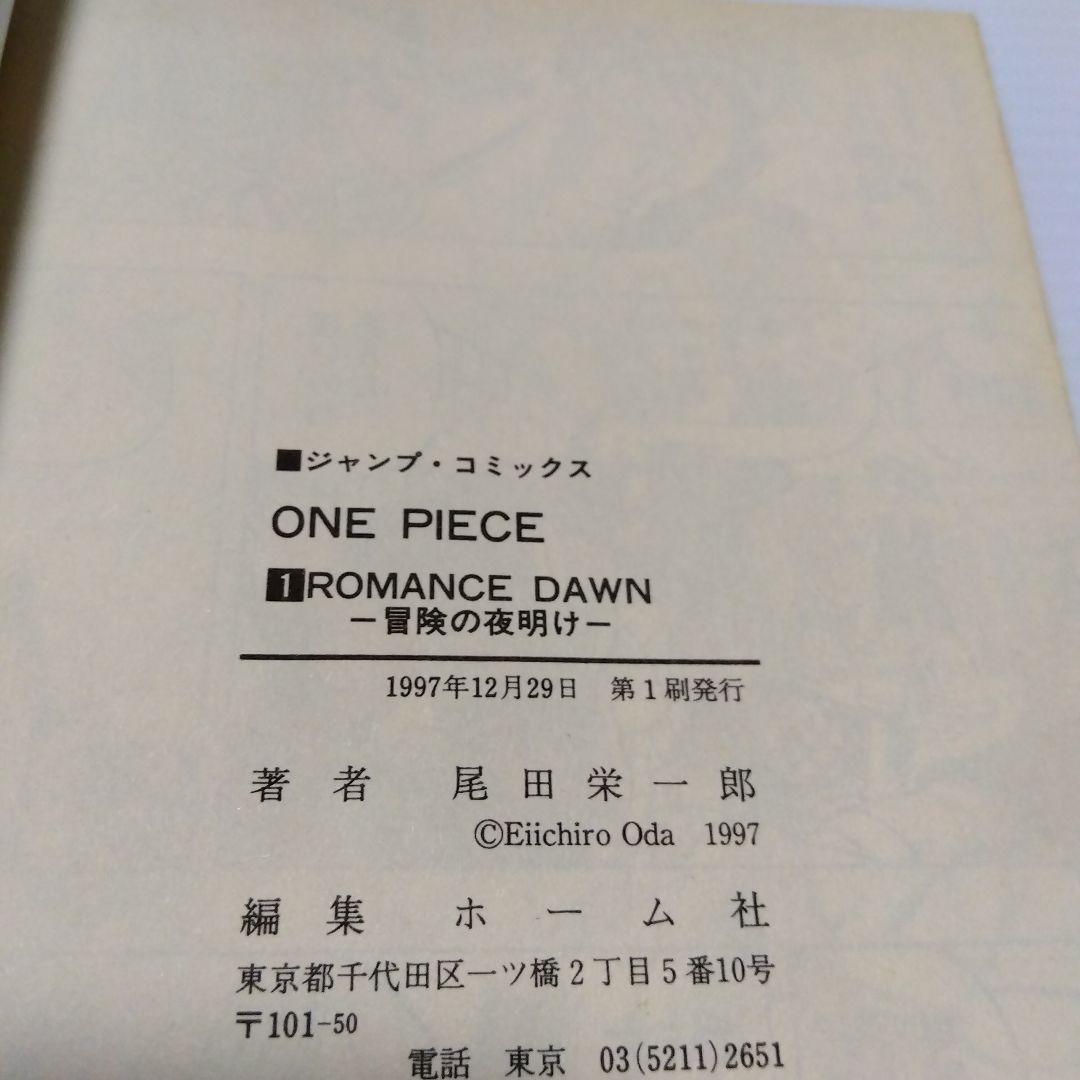 ■ジャンプ・コミックス
ONE PIECE
1 ROMANCE DAWN
―冒険の夜明け―
1997年12月29日 第1刷発行
著者 尾田栄一郎
©Eiichiro Oda 1997
編集 ホーム社
東京都千代田区一ツ橋2丁目5番10号
〒101-50
電話 東京 03(5211)2651